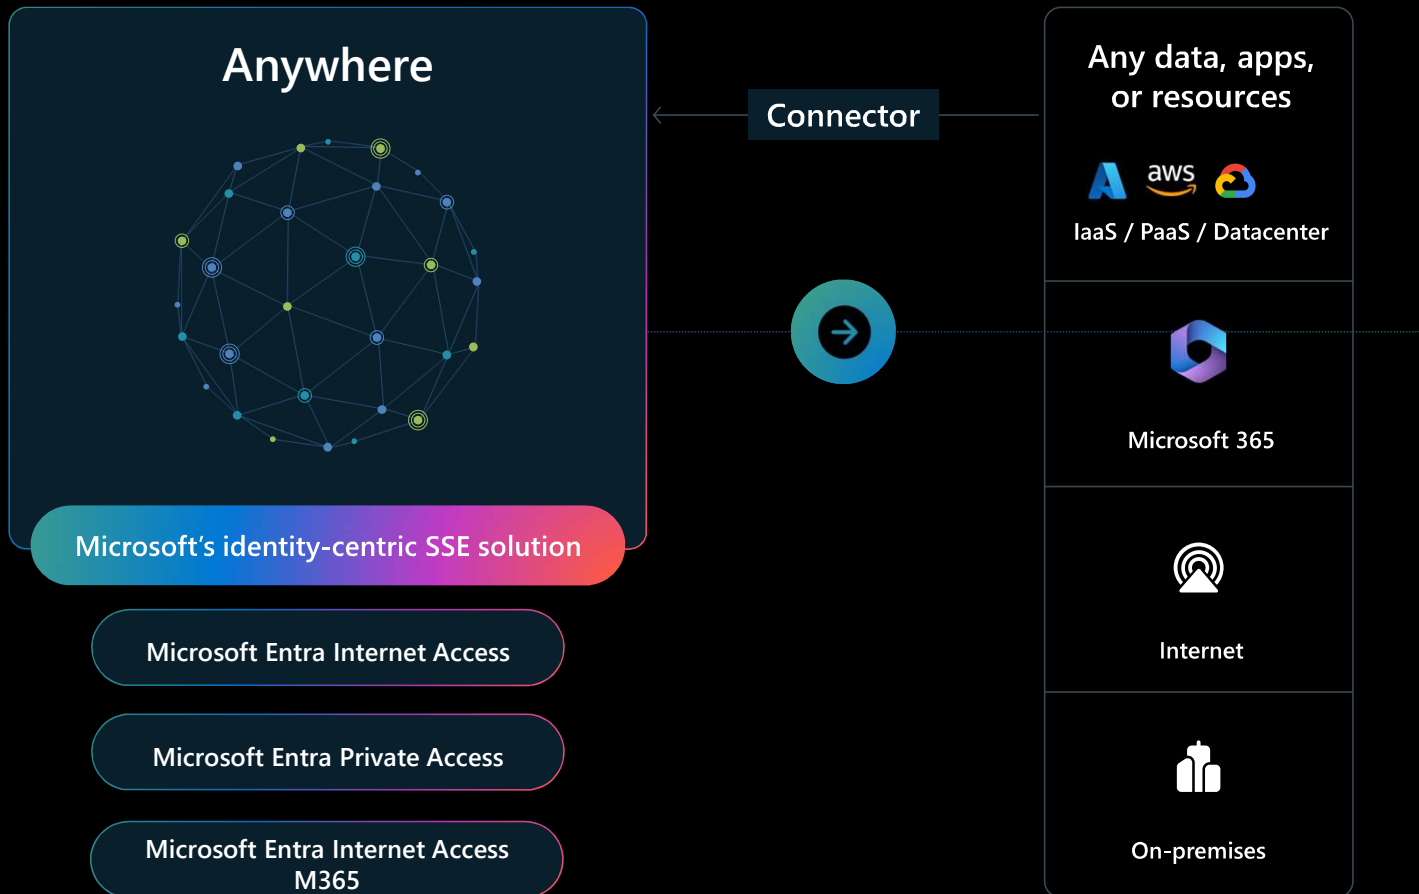 Anywhere
Microsoft’s identity-centric SSE solution
Microsoft Entra Internet Access
Microsoft Entra Private Access
Microsoft Entra Internet Access
M365
Connector
Any data, apps,
or resources
aws
IaaS / PaaS / Datacenter
Microsoft 365
Internet
On-premises